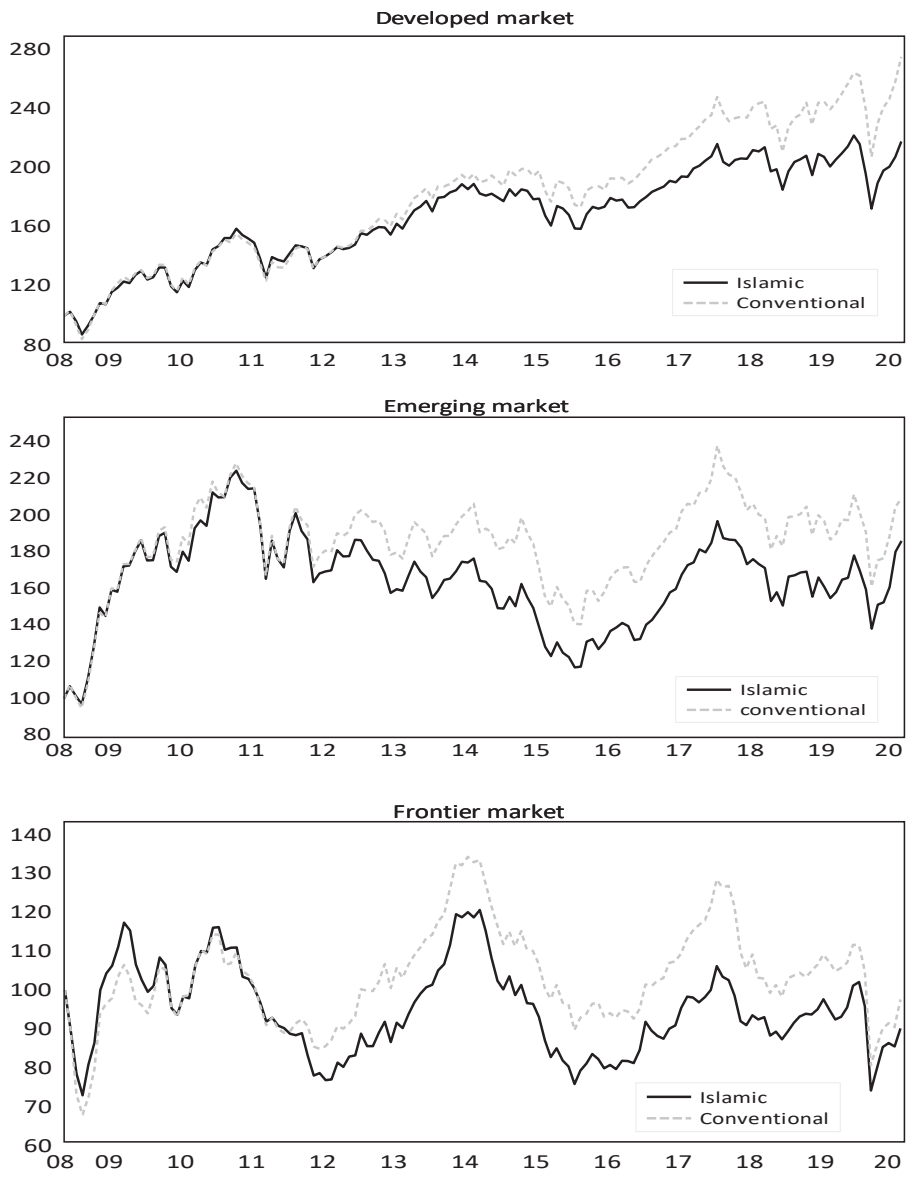 Developed market
280
240
200
160
120
80
08 09 10 11 12 13 14 15 16 17 18 19 20
Islamic
Conventional
Emerging market
240
220
200
180
160
140
120
100
80
08 09 10 11 12 13 14 15 16 17 18 19 20
Islamic
conventional
Frontier market
140
130
120
110
100
90
80
70
60
08 09 10 11 12 13 14 15 16 17 18 19 20
Islamic
Conventional